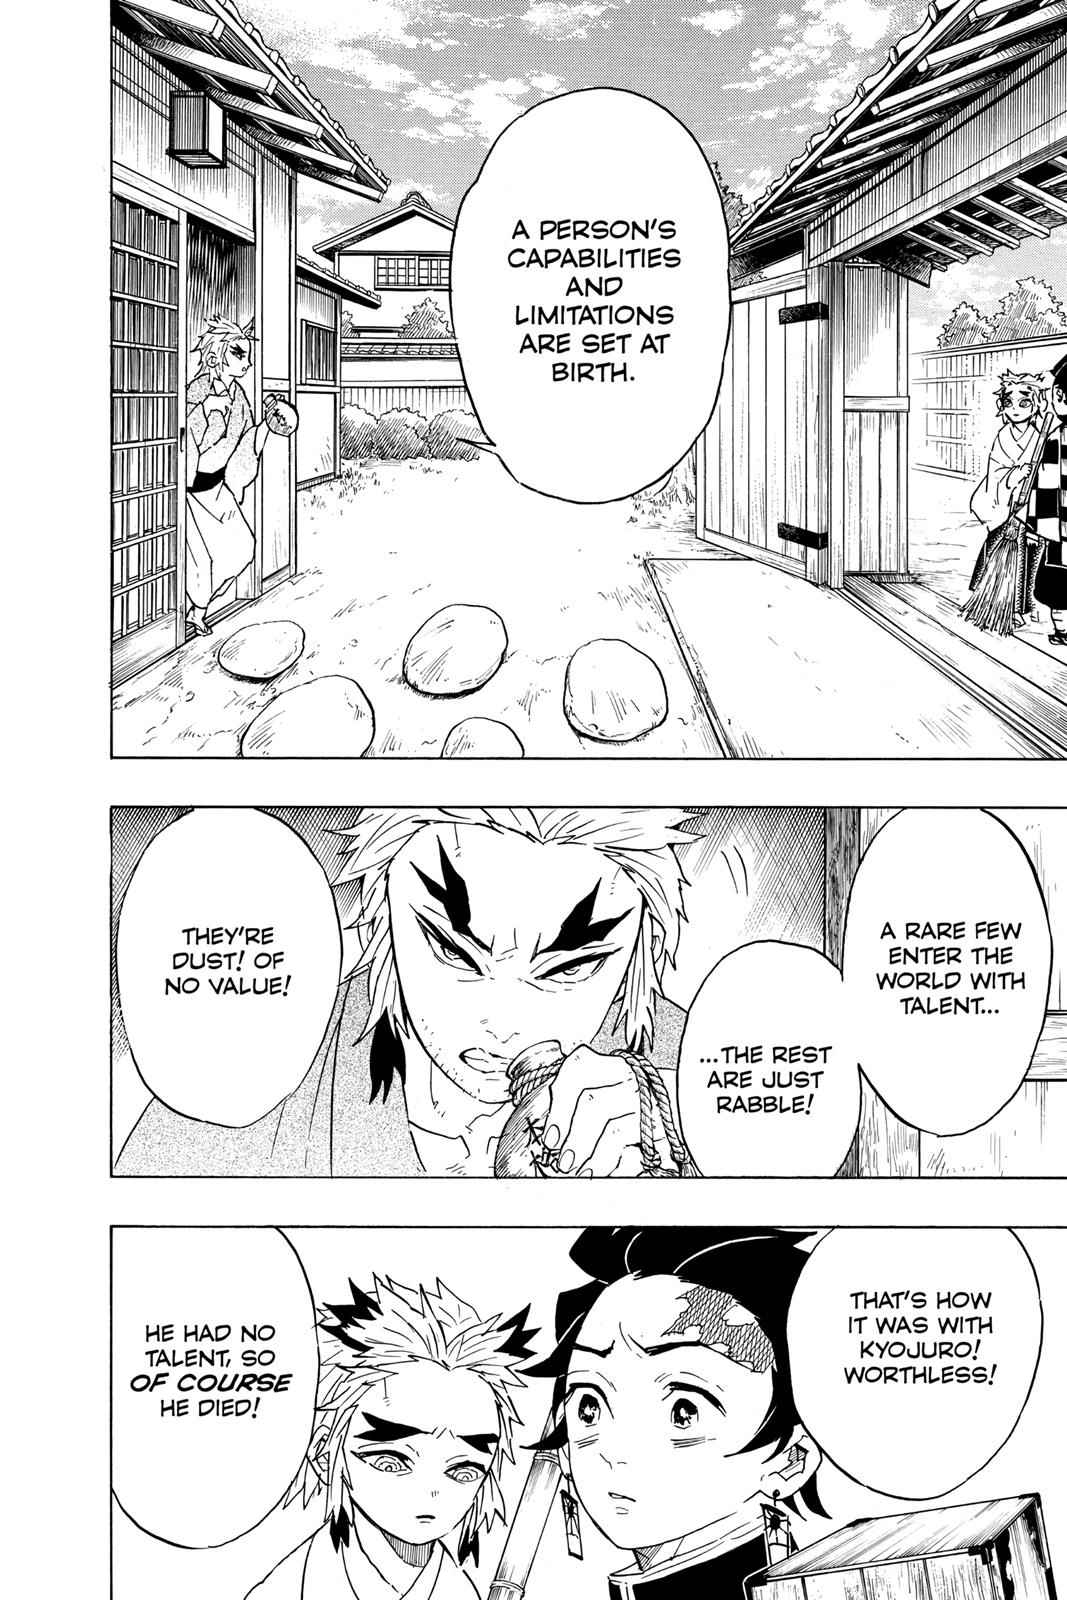 A PERSON'S
CAPABILITIES
AND
LIMITATIONS
ARE SET AT
BIRTH.
A RARE FEW
ENTER THE
WORLD WITH
TALENT...
...THE REST
ARE JUST
RABBLE!
THEY'RE
DUST! OF
NO VALUE!
THAT'S HOW
IT WAS WITH
KYOJURO!
WORTHLESS!
HE HAD NO
TALENT, SO
OF COURSE
HE DIED!